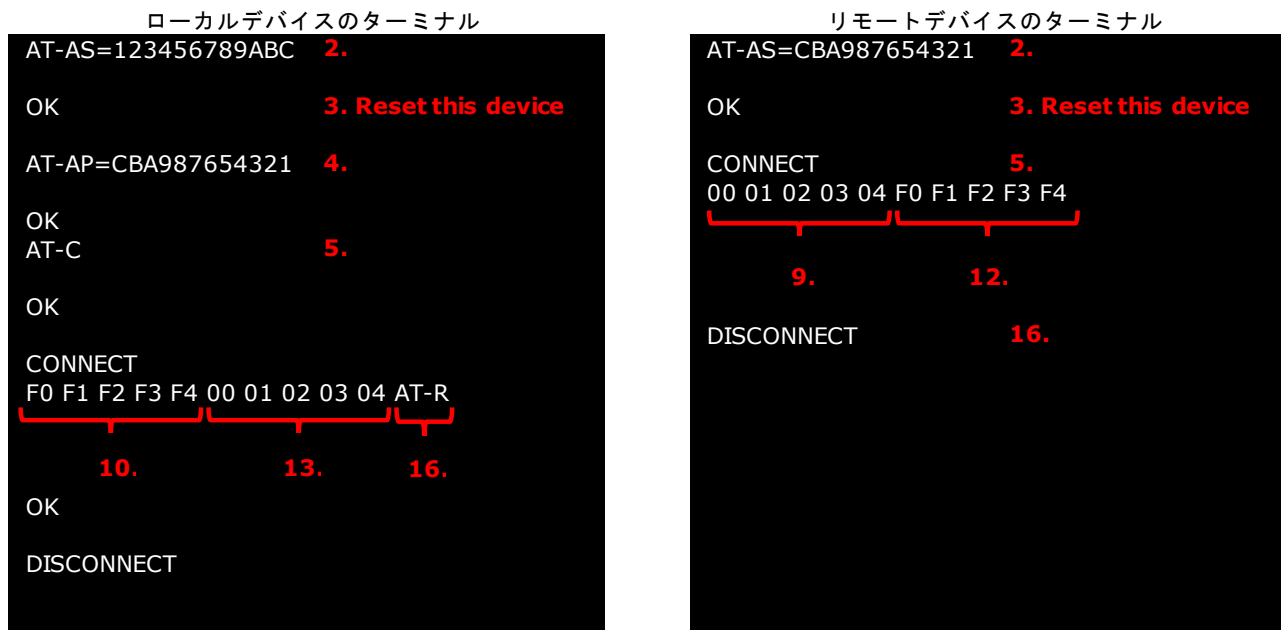 ローカルデバイスのターミナル
AT-AS=123456789ABC 2.
OK 3. Reset this device
AT-AP=CBA987654321 4.
OK
AT-C 5.
OK
CONNECT
F0 F1 F2 F3 F4 00 01 02 03 04 AT-R
10. 13. 16.
OK
DISCONNECT
リモートデバイスのターミナル
AT-AS=CBA987654321 2.
OK 3. Reset this device
CONNECT 5.
00 01 02 03 04 F0 F1 F2 F3 F4
9. 12.
DISCONNECT 16.